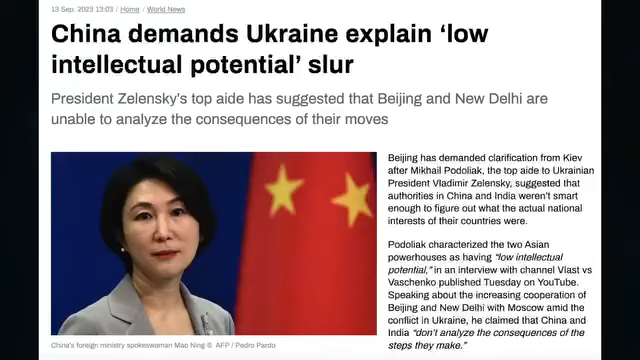 13 Sep, 2023 13:03 / Home / World News
China demands Ukraine explain ‘low
intellectual potential’ slur
President Zelensky’s top aide has suggested that Beijing and New Delhi are
unable to analyze the consequences of their moves
Beijing has demanded clarification from Kiev
after Mikhail Podoliak, the top aide to Ukrainian
President Vladimir Zelensky, suggested that
authorities in China and India weren’t smart
enough to figure out what the actual national
interests of their countries were.
Podoliak characterized the two Asian
powerhouses as having “low intellectual
potential,” in an interview with channel Vlast vs
Vaschenko published Tuesday on YouTube.
Speaking about the increasing cooperation of
Beijing and New Delhi with Moscow amid the
conflict in Ukraine, he claimed that China and
India “don’t analyze the consequences of the
steps they make.”
China's foreign ministry spokeswoman Mao Ning © AFP / Pedro Pardo